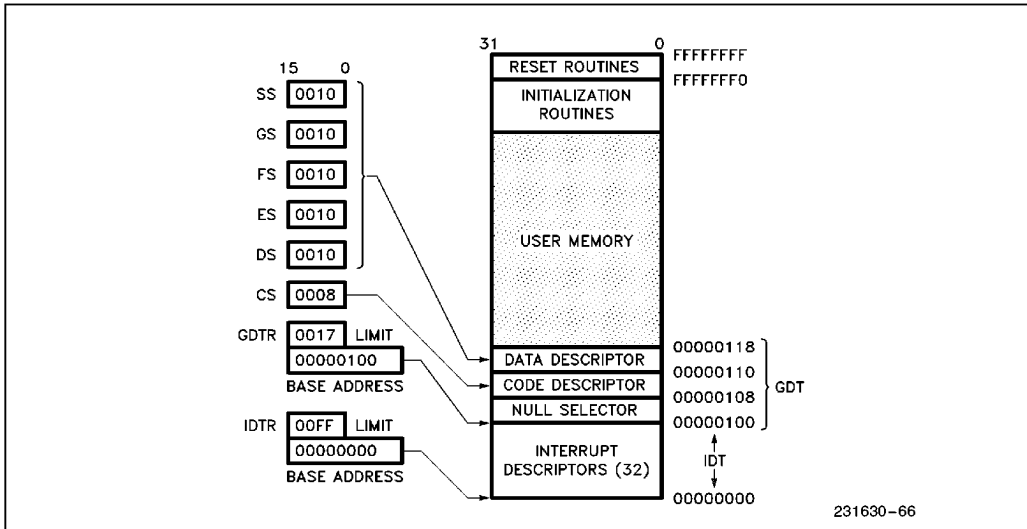 15 0
SS 0010
GS 0010
FS 0010
ES 0010
DS 0010
CS 0008
GDTR 0017 LIMIT
00000100
BASE ADDRESS
IDTR 00FF LIMIT
00000000
BASE ADDRESS
31 0
RESET ROUTINES
INITIALIZATION
ROUTINES
USER MEMORY
DATA DESCRIPTOR
CODE DESCRIPTOR
NULL SELECTOR
INTERRUPT
DESCRIPTORS (32)
FFFFFFFF
FFFFFFF0
00000118
00000110
00000108
00000100
GDT
IDT
00000000
231630-66